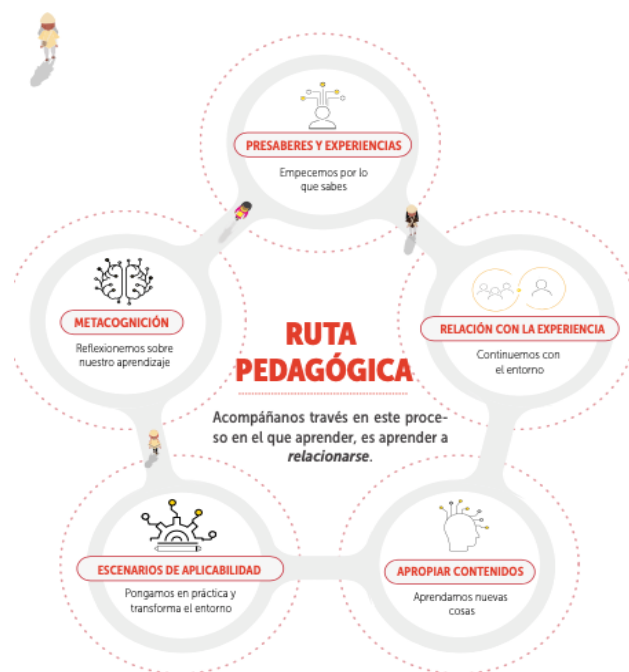 PRESABERES Y EXPERIENCIAS
Empecemos por lo
que sabes
METACOGNICIÓN
Reflexionemos sobre
nuestro aprendizaje
RELACIÓN CON LA EXPERIENCIA
Continuemos con
el entorno
RUTA
PEDAGÓGICA
Acompáñanos través en este proce-
so en el que aprender, es aprender a
relacionarse.
ESCENARIOS DE APLICABILIDAD
Pongamos en práctica y
transforma el entorno
APROPIAR CONTENIDOS
Aprendamos nuevas
cosas